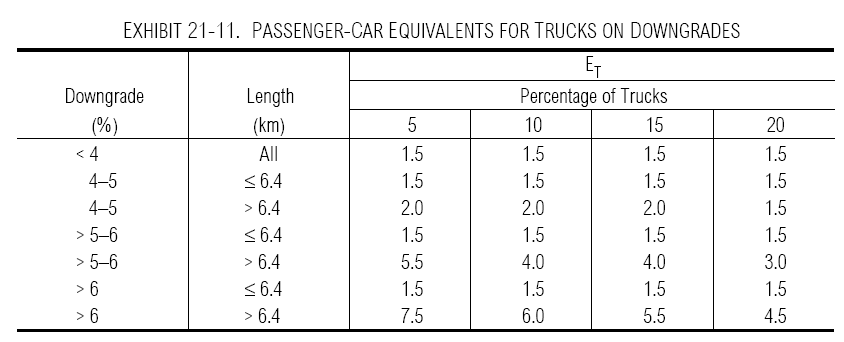 EXHIBIT 21-11. PASSENGER-CAR EQUIVALENTS FOR TRUCKS ON DOWNGRADES
E_T
Downgrade Length Percentage of Trucks
(%) (km) 5 10 15 20
< 4 All 1.5 1.5 1.5 1.5
4–5 ≤ 6.4 1.5 1.5 1.5 1.5
4–5 > 6.4 2.0 2.0 2.0 1.5
> 5–6 ≤ 6.4 1.5 1.5 1.5 1.5
> 5–6 > 6.4 5.5 4.0 4.0 3.0
> 6 ≤ 6.4 1.5 1.5 1.5 1.5
> 6 > 6.4 7.5 6.0 5.5 4.5